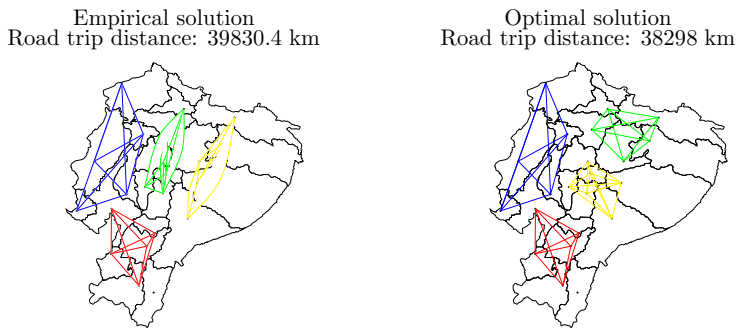 Empirical solution
Road trip distance: 39830.4 km
Optimal solution
Road trip distance: 38298 km